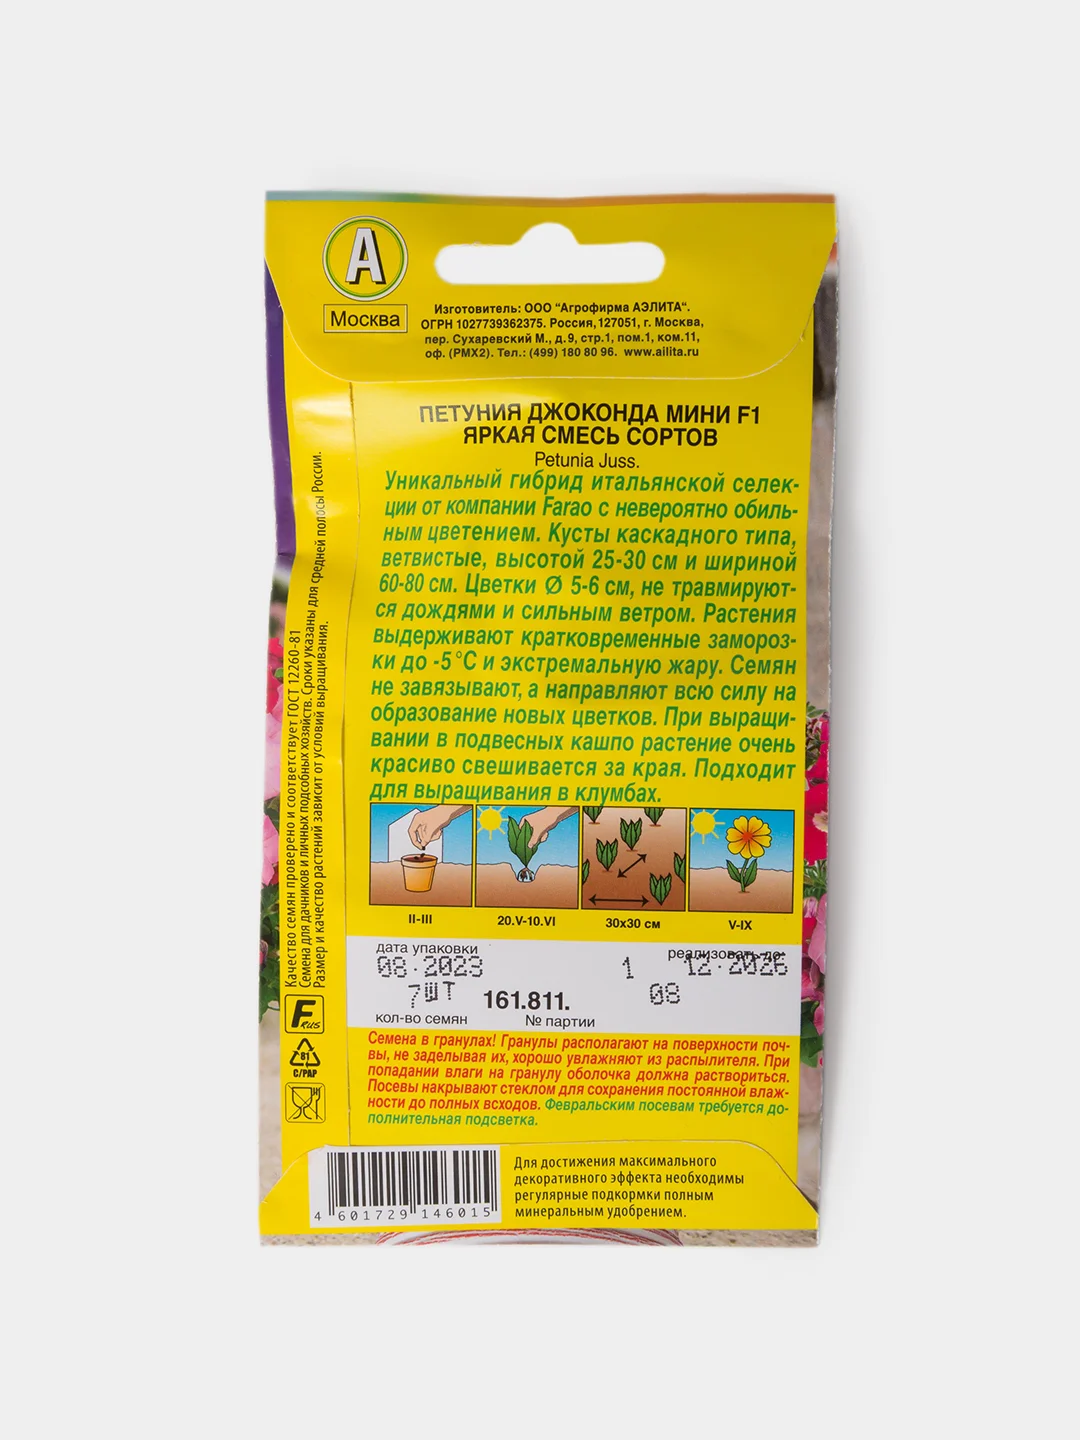 А
Москва
Изготовитель: ООО "Агрофирма АЭЛИТА".
ОГРН 1027739362375. Россия,127051, г. Москва,
пер. Сухаревский М., д.9, стр.1, пом.1, ком.11,
оф. (РМХ2). Тел.: (499) 180 80 96. www.ailita.ru
ПЕТУНИЯ ДЖОКОНДА МИНИ F1
ЯРКАЯ СМЕСЬ СОРТОВ
Petunia Juss.
Уникальный гибрид итальянской селек-
ции от компании Farao с невероятно обиль-
ным цветением. Кусты каскадного типа,
ветвистые, высотой 25-30 см и шириной
60-80 см. Цветки Ø 5-6 см, не травмируют-
ся дождями и сильным ветром. Растения
выдерживают кратковременные замороз-
ки до -5°С и экстремальную жару. Семян
не завязывают, а направляют всю силу на
образование новых цветков. При выращи-
вании в подвесных кашпо растение очень
красиво свешивается за края. Подходит
для выращивания в клумбах.
II-III
20.V-10.VI
30х30 см
V-IX
дата упаковки
реализовать до:
08.2023
1
12.2026
7шт
161.811.
08
кол-во семян
№ партии
Семена в гранулах! Гранулы располагают на поверхности поч-
вы, не заделывая их, хорошо увлажняют из распылителя. При
попадании влаги на гранулу оболочка должна раствориться.
Посевы накрывают стеклом для сохранения постоянной влаж-
ности до полных всходов. Февральским посевам требуется до-
полнительная подсветка.
Качество семян проверено и соответствует ГОСТ 12260-81
Семена для дачников и личных подсобных хозяйств. Сроки указаны для средней полосы России.
Размер и качество растений зависит от условий выращивания.
F RUS
81
C/PAP
4 601729 146015
Для достижения максимального
декоративного эффекта необходимы
регулярные подкормки полным
минеральным удобрением.